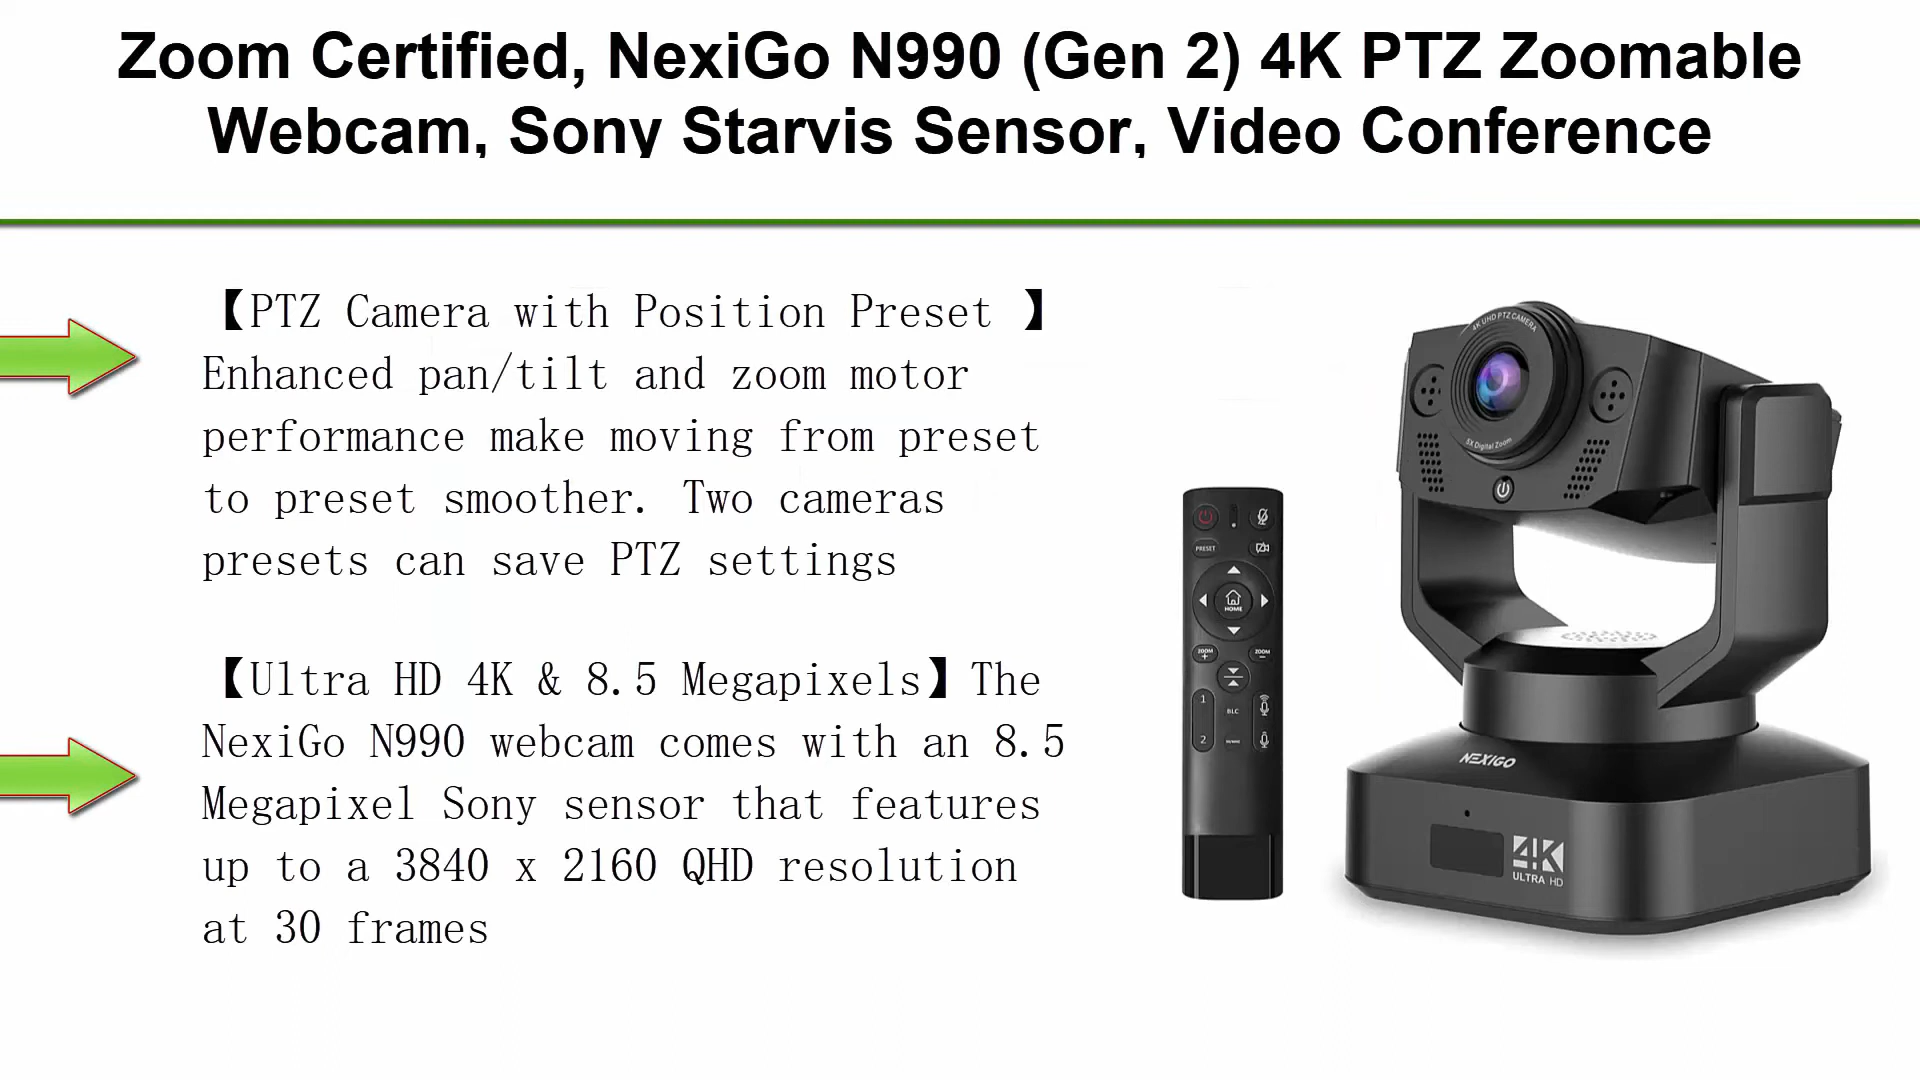 Zoom Certified, NexiGo N990 (Gen 2) 4K PTZ Zoomable
Webcam, Sony Starvis Sensor, Video Conference
【PTZ Camera with Position Preset 】
Enhanced pan/tilt and zoom motor
performance make moving from preset
to preset smoother. Two cameras
presets can save PTZ settings
【Ultra HD 4K & 8.5 Megapixels】The
NexiGo N990 webcam comes with an 8.5
Megapixel Sony sensor that features
up to a 3840 x 2160 QHD resolution
at 30 frames
4K UHD PTZ CAMERA
5X Digital Zoom
PRESET
HOME
ZOOM +
ZOOM −
1
BLC
2
NEXIGO
4K
ULTRA HD